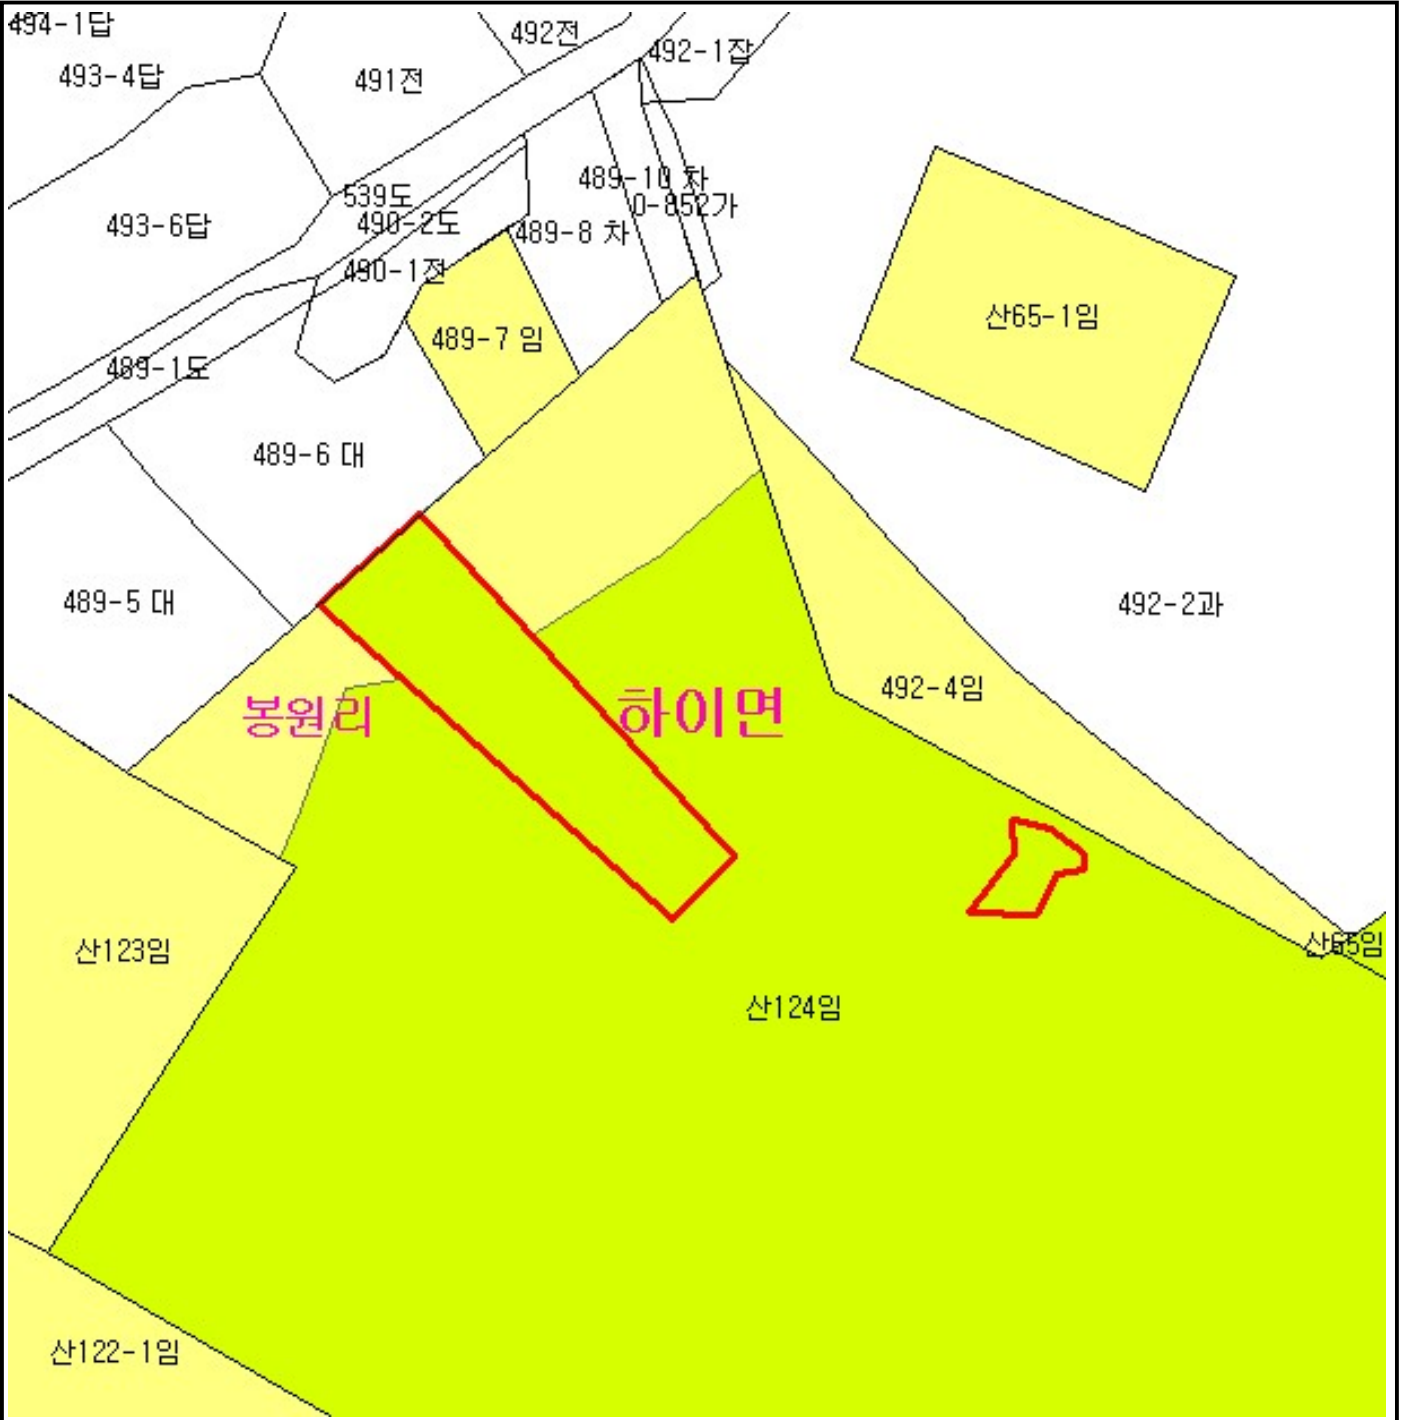 494-1답
492전
492-1잡
493-4답
491전
489-10 차
539도
0-852가
493-6답
490-2도
489-8 차
490-1전
산65-1임
489-7 임
489-1도
489-6 대
489-5 대
492-2과
492-4임
봉원리
하이면
산65임
산123임
산124임
산122-1임